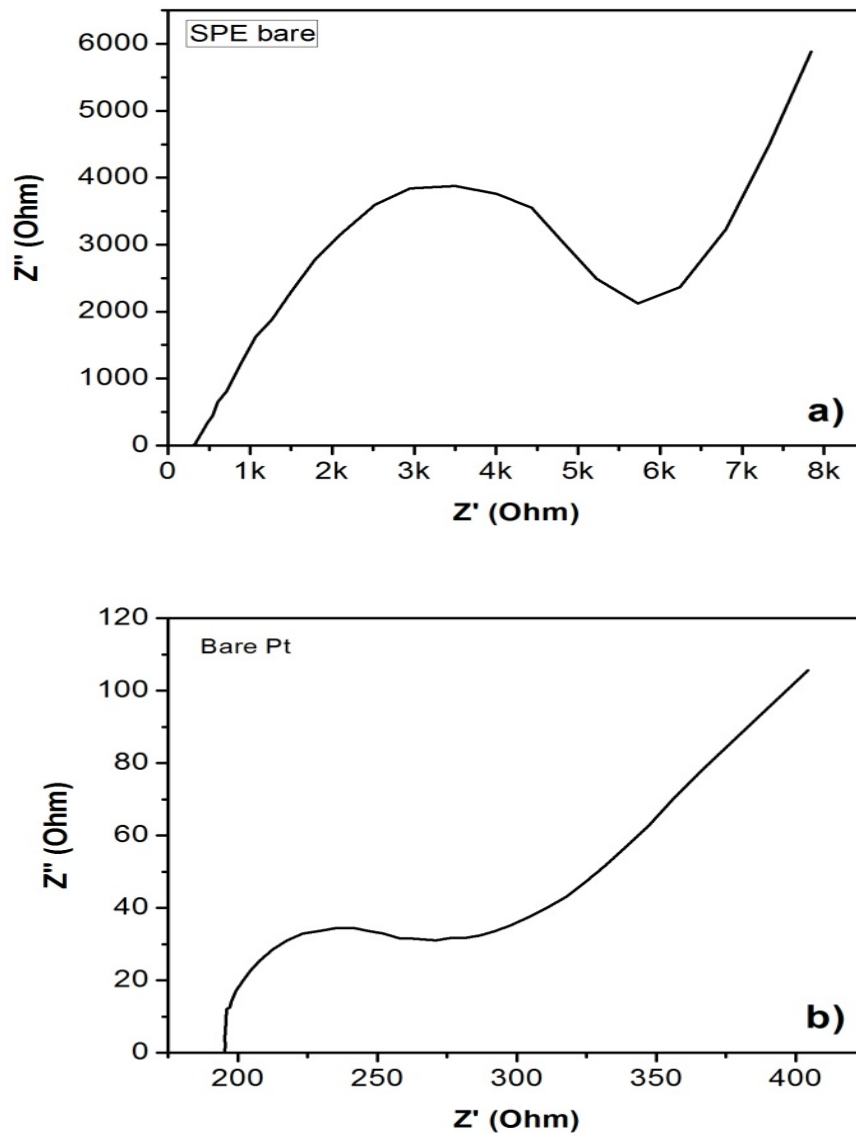 SPE bare
6000
5000
4000
3000
2000
1000
0
Z" (Ohm)
a)
0 1k 2k 3k 4k 5k 6k 7k 8k
Z' (Ohm)
120
Bare Pt
100
80
60
40
20
0
Z" (Ohm)
b)
200 250 300 350 400
Z' (Ohm)